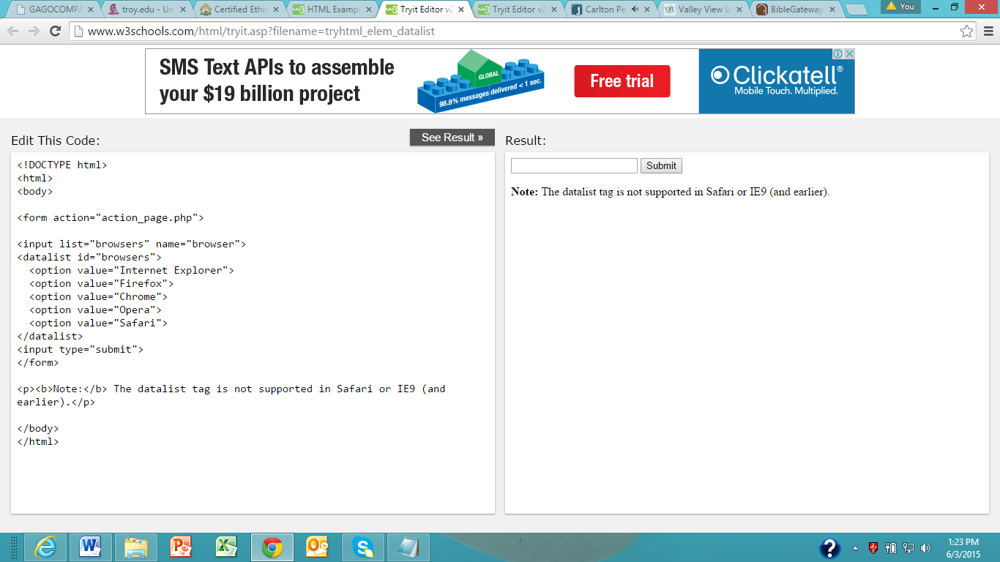 GAGOCOMPA
troy.edu - Un
Certified Ethic
HTML Exampl
Tryit Editor v2
Tryit Editor v2
Carlton Pe
Valley View U
BibleGateway
You
www.w3schools.com/html/tryit.asp?filename=tryhtml_elem_datalist
SMS Text APIs to assemble
your $19 billion project
GLOBAL
98.9% messages delivered < 1 sec.
Free trial
Clickatell®
Mobile Touch. Multiplied.
Edit This Code:
See Result »
Result:
<!DOCTYPE html>
<html>
<body>
<form action="action_page.php">
<input list="browsers" name="browser">
<datalist id="browsers">
<option value="Internet Explorer">
<option value="Firefox">
<option value="Chrome">
<option value="Opera">
<option value="Safari">
</datalist>
<input type="submit">
</form>
<p><b>Note:</b> The datalist tag is not supported in Safari or IE9 (and
earlier).</p>
</body>
</html>
Submit
Note: The datalist tag is not supported in Safari or IE9 (and earlier).
1:23 PM
6/3/2015